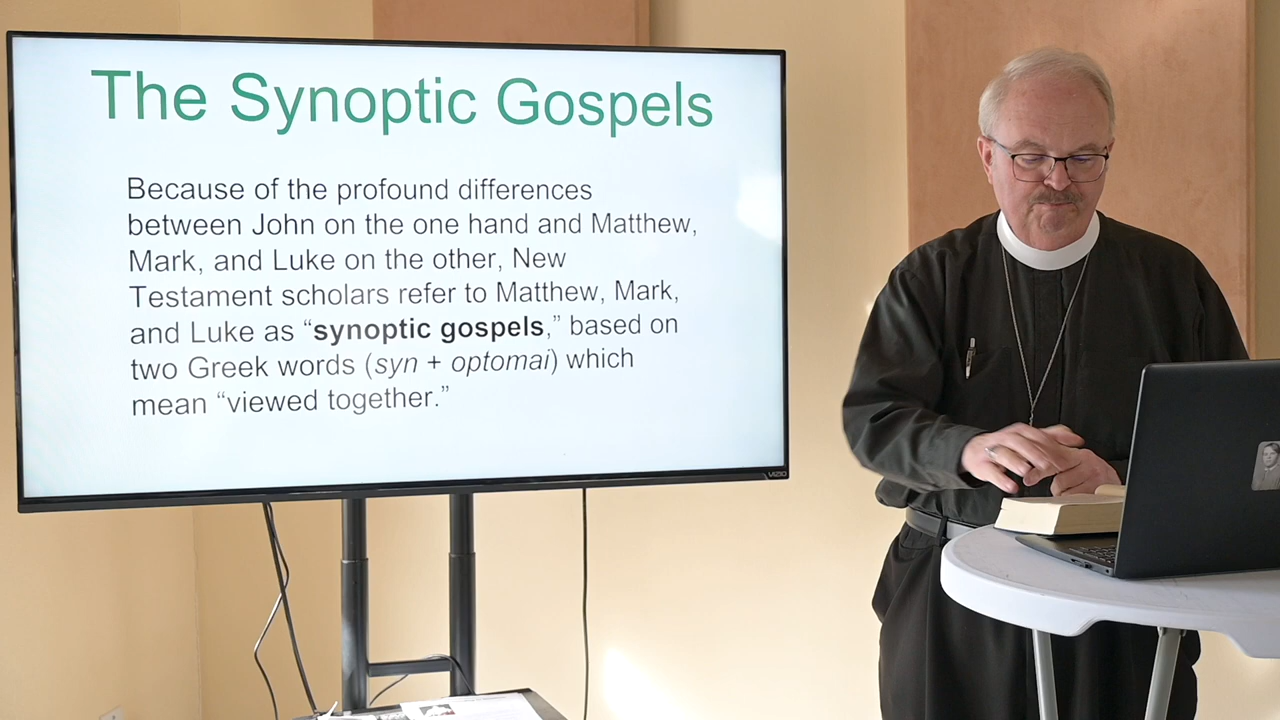 The Synoptic Gospels
Because of the profound differences
between John on the one hand and Matthew,
Mark, and Luke on the other, New
Testament scholars refer to Matthew, Mark,
and Luke as “synoptic gospels,” based on
two Greek words (syn + optomai) which
mean “viewed together.”
VIZIO